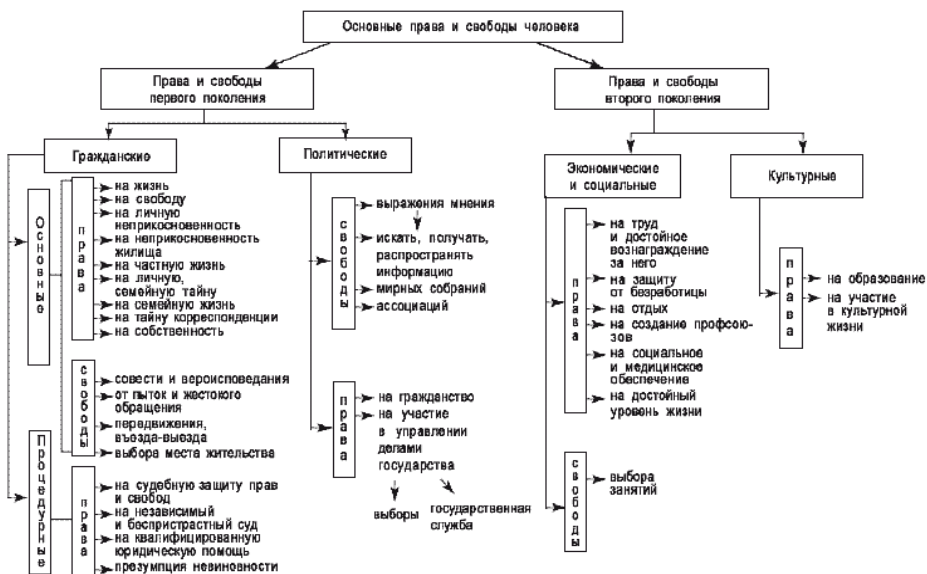 Основные права и свободы человека
Права и свободы
первого поколения
Права и свободы
второго поколения
Гражданские
Политические
Экономические
и социальные
Культурные
Основные
права
на жизнь
на свободу
на личную
неприкосновенность
на неприкосновенность
жилища
на частную жизнь
на личную,
семейную тайну
на семейную жизнь
на тайну корреспонденции
на собственность
свободы
совести и вероисповедания
от пыток и жестокого
обращения
передвижения,
въезда-выезда
выбора места жительства
Процедурные
права
на судебную защиту прав
и свобод
на независимый
и беспристрастный суд
на квалифицированную
юридическую помощь
презумпция невиновности
свободы
выражения мнения
искать, получать,
распространять
информацию
мирных собраний
ассоциаций
права
на гражданство
на участие
в управлении
делами
государства
выборы
государственная
служба
права
на труд
и достойное
вознаграждение
за него
на защиту
от безработицы
на отдых
на создание профсою-
зов
на социальное
и медицинское
обеспечение
на достойный
уровень жизни
свободы
выбора
занятий
права
на образование
на участие
в культурной
жизни